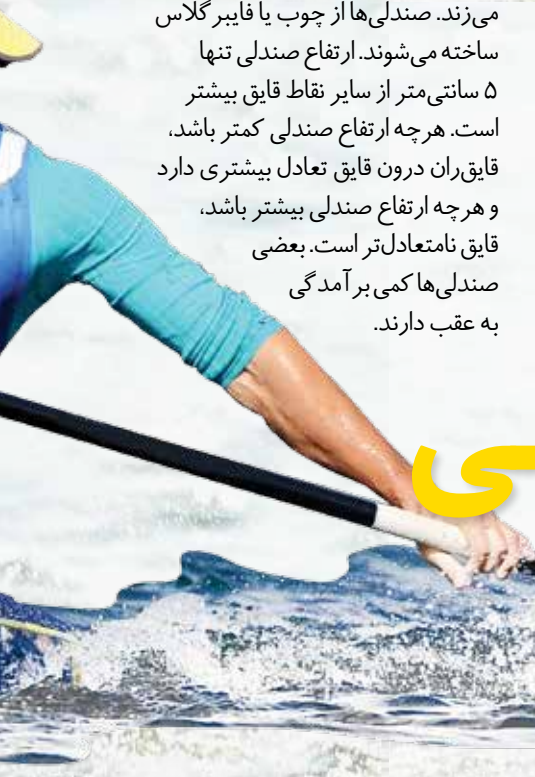 می‌زند. صندلی‌ها از چوب یا فایبرگلاس
ساخته می‌شوند. ارتفاع صندلی تنها
۵ سانتی‌متر از سایر نقاط قایق بیشتر
است. هرچه ارتفاع صندلی کمتر باشد،
قایق‌ران درون قایق تعادل بیشتری دارد
و هرچه ارتفاع صندلی بیشتر باشد،
قایق نامتعادل‌تر است. بعضی
صندلی‌ها کمی برآمدگی
به عقب دارند.
ی